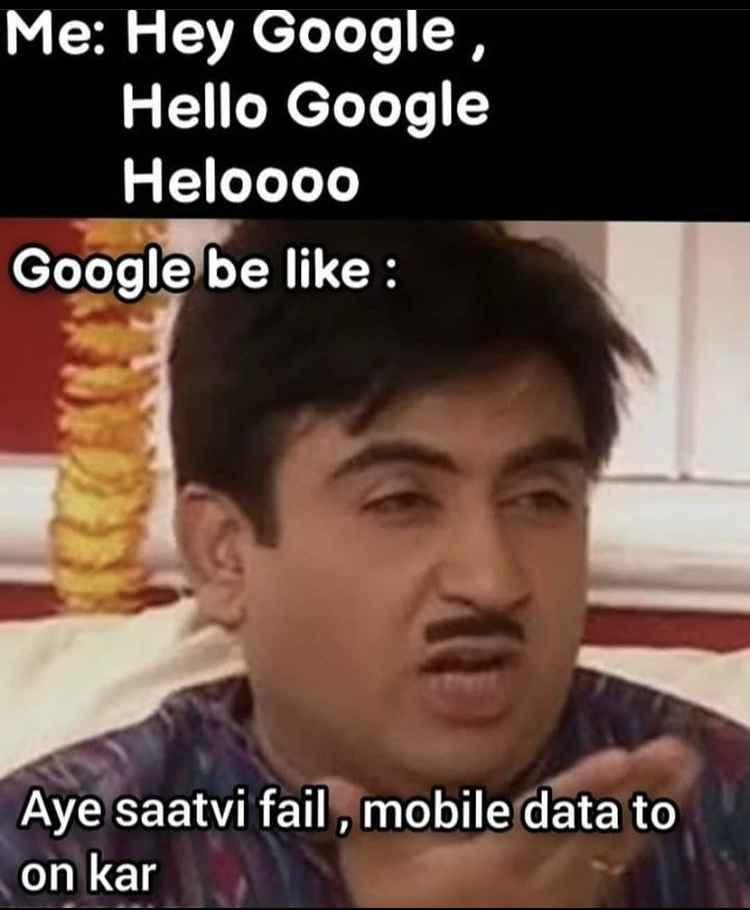 Me: Hey Google ,
Hello Google
Heloooo
Google be like :
Aye saatvi fail , mobile data to
on kar